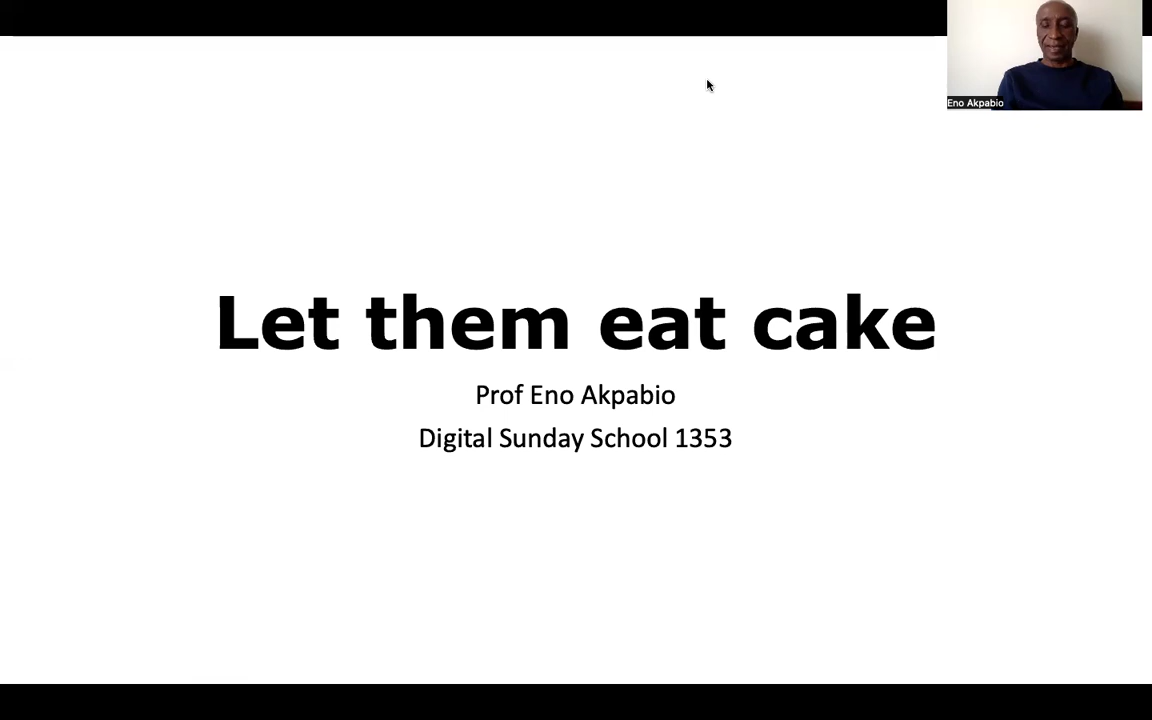 Eno Akpabio
Let them eat cake
Prof Eno Akpabio
Digital Sunday School 1353